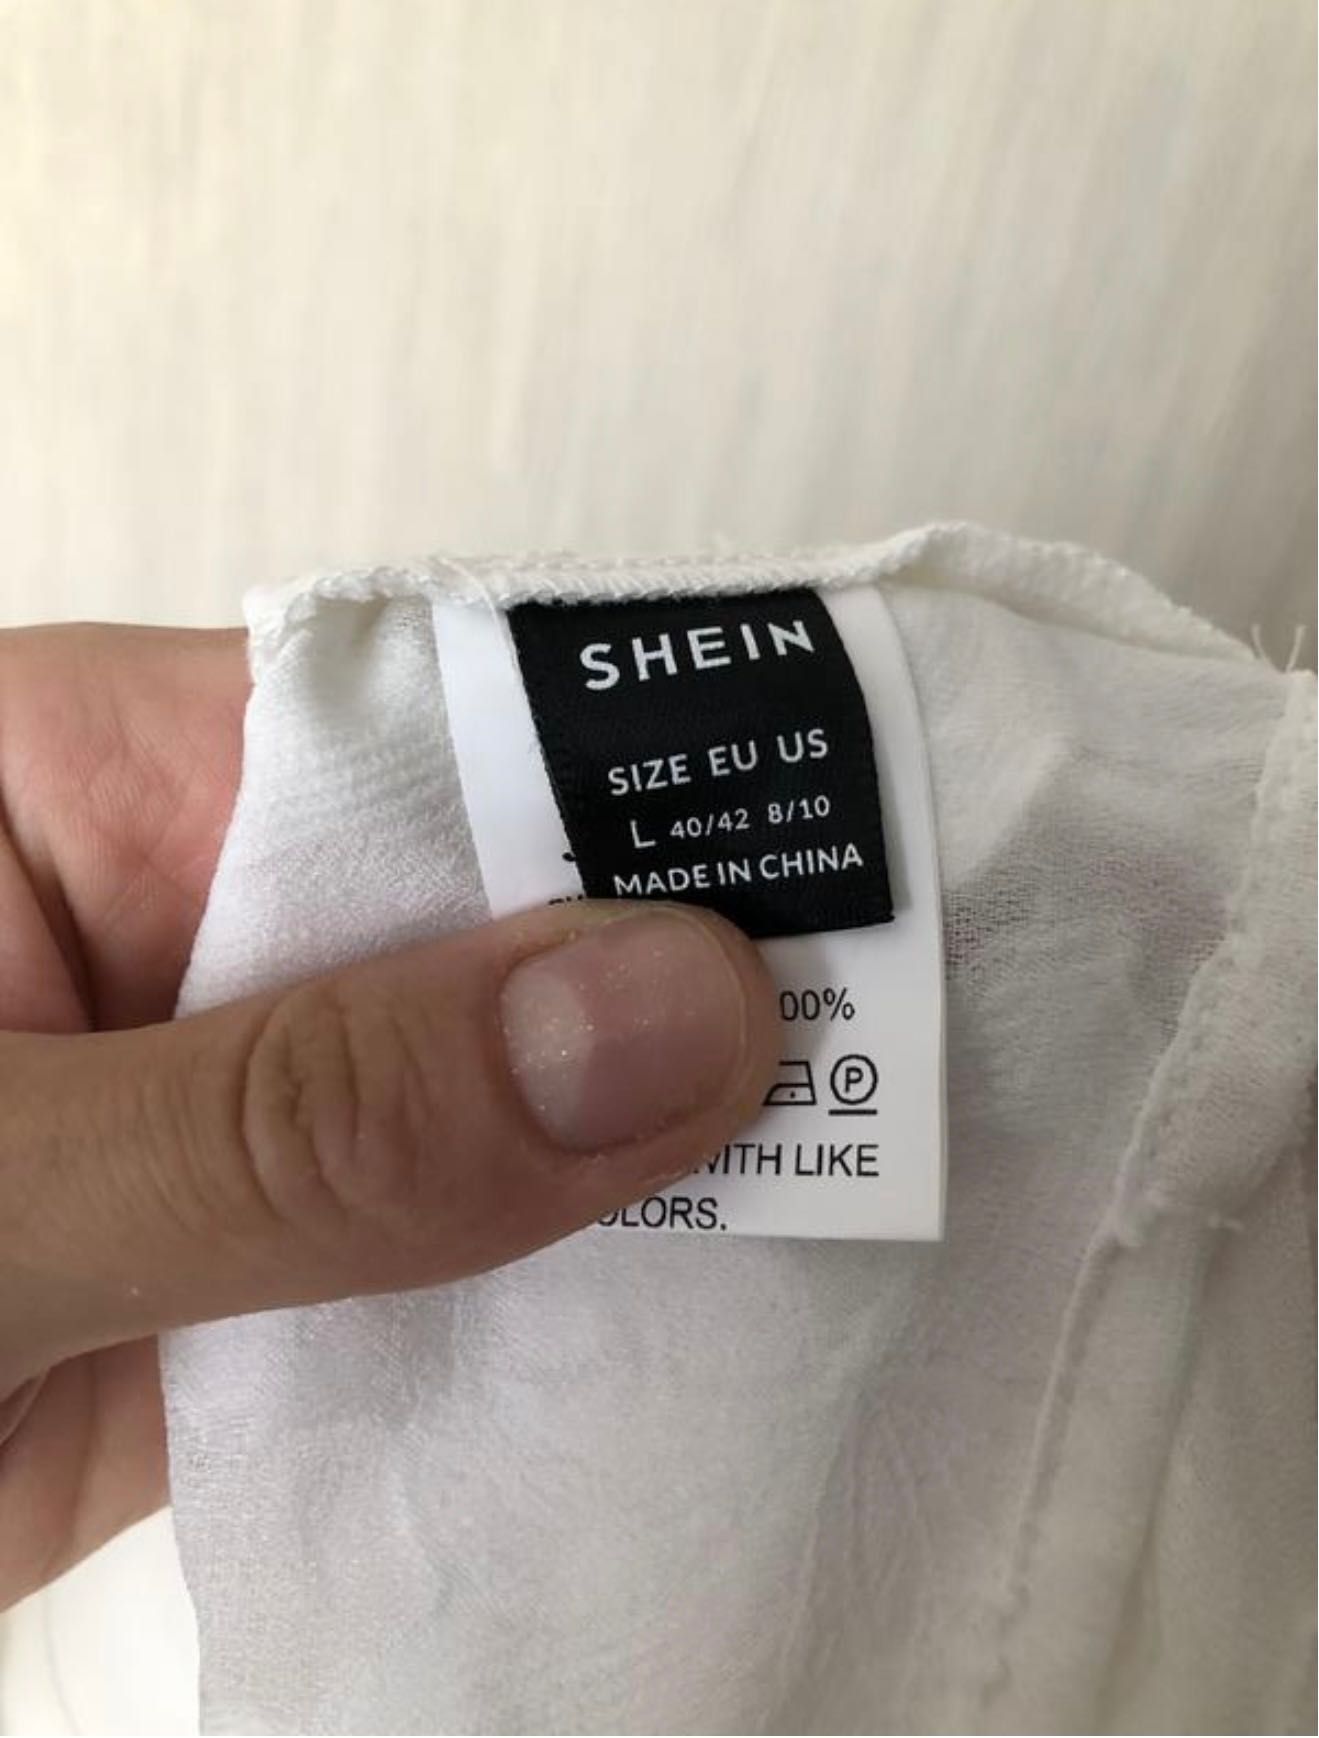 SHEIN
SIZE EU US
L 40/42 8/10
MADE IN CHINA
00%
P
WITH LIKE
OLORS.